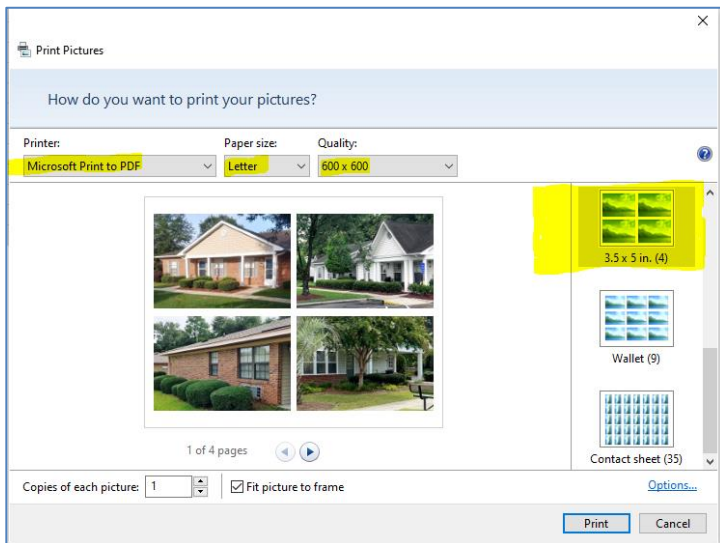 Print Pictures
How do you want to print your pictures?
Printer: Paper size: Quality:
Microsoft Print to PDF Letter 600 x 600
3.5 x 5 in. (4)
Wallet (9)
1 of 4 pages
Contact sheet (35)
Copies of each picture: 1 Fit picture to frame Options...
Print Cancel